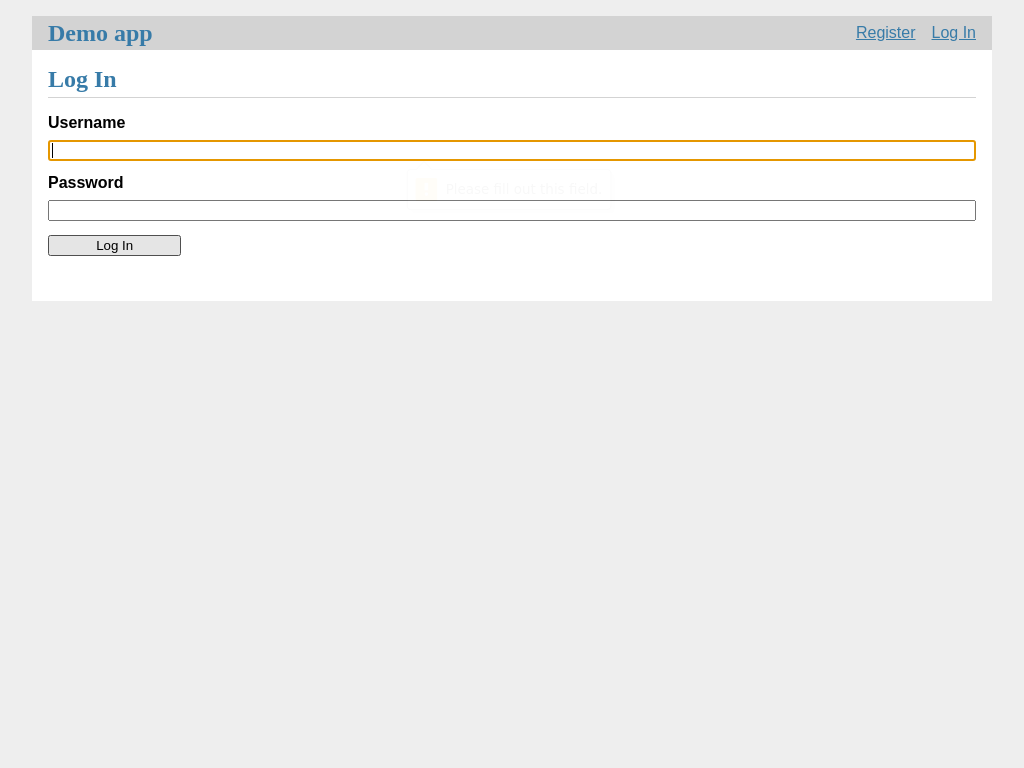 Demo app
Register
Log In
Log In
Username
Password
Please fill out this field.
Log In